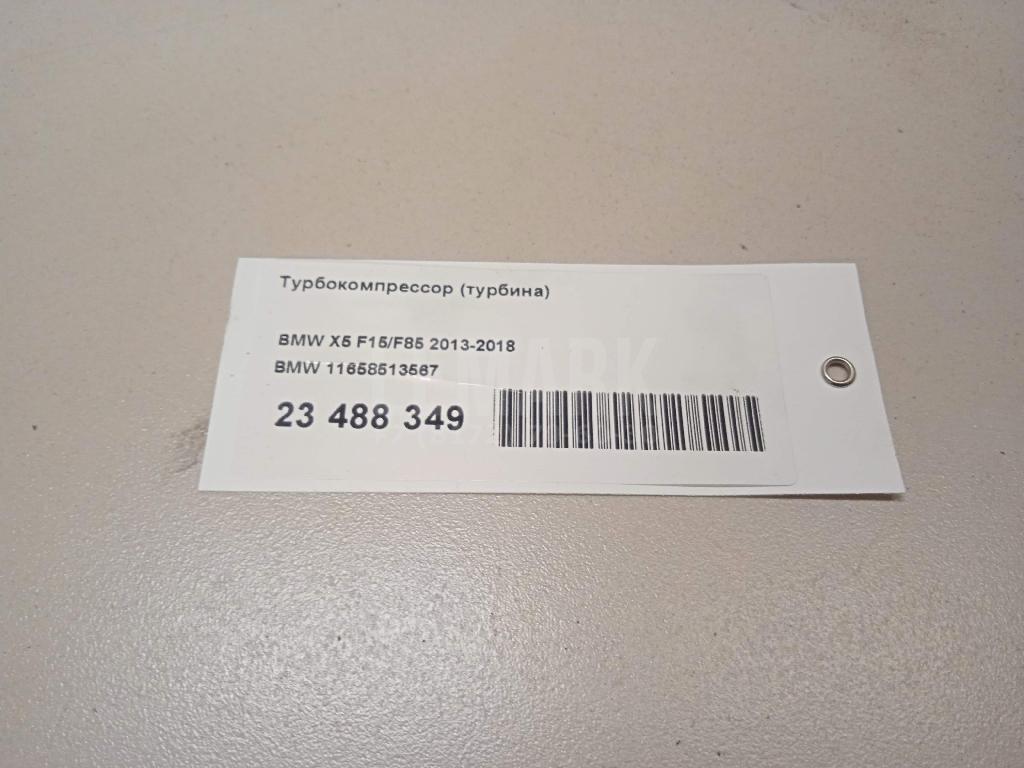 Турбокомпрессор (турбина)
BMW X5 F15/F85 2013-2018
BMW 11658513567
23 488 349